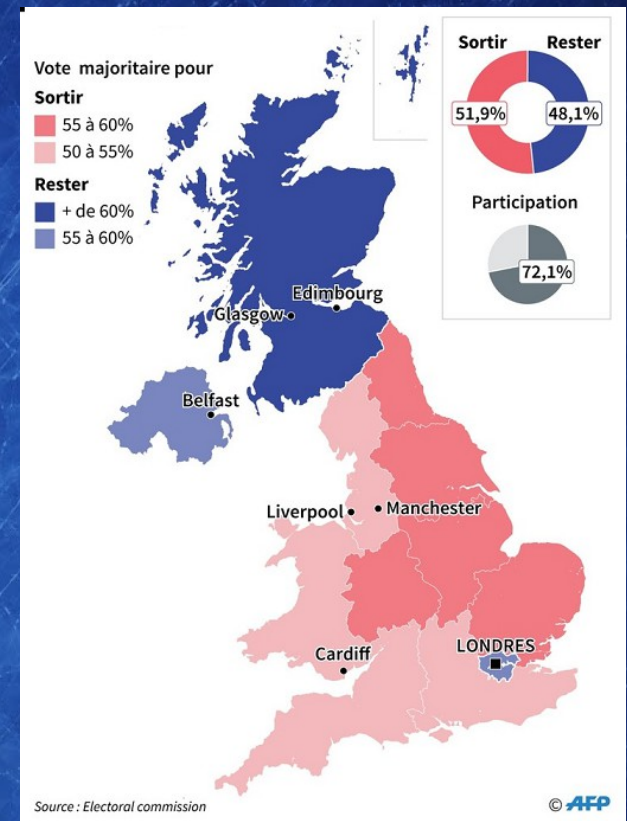 Vote majoritaire pour
Sortir
55 à 60%
50 à 55%
Rester
+ de 60%
55 à 60%
Sortir Rester
51,9% 48,1%
Participation
72,1%
Edimbourg
Glasgow
Belfast
Liverpool
Manchester
Cardiff
LONDRES
Source : Electoral commission
© AFP